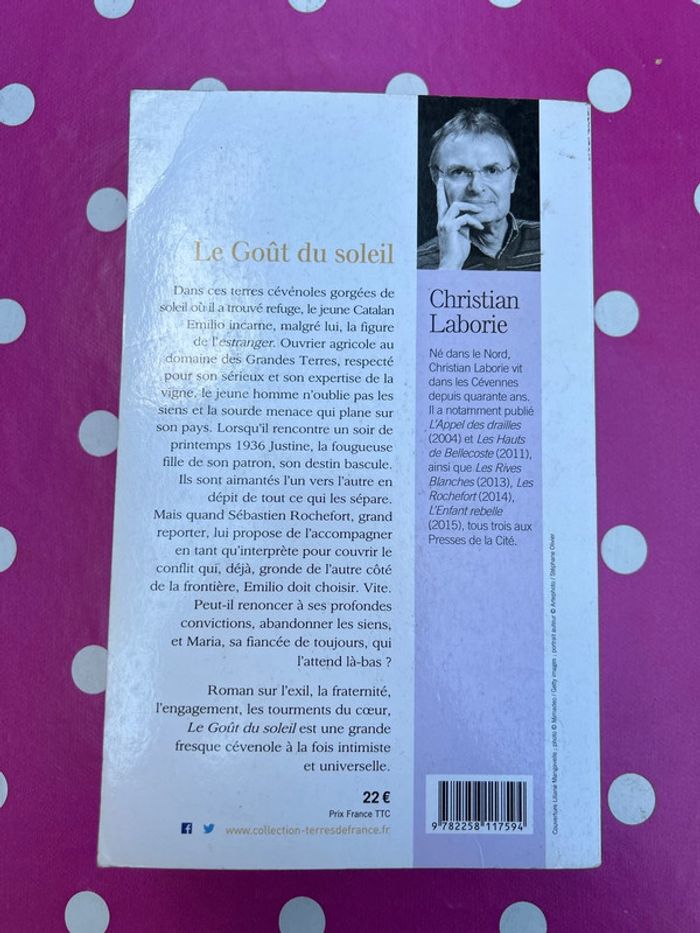 Le Goût du soleil
Dans ces terres cévénoles gorgées de
soleil où il a trouvé refuge, le jeune Catalan
Emilio incarne, malgré lui, la figure
de l'estranger. Ouvrier agricole au
domaine des Grandes Terres, respecté
pour son sérieux et son expertise de la
vigne, le jeune homme n'oublie pas les
siens et la sourde menace qui plane sur
son pays. Lorsqu'il rencontre un soir de
printemps 1936 Justine, la fougueuse
fille de son patron, son destin bascule.
Ils sont aimantés l'un vers l'autre en
dépit de tout ce qui les sépare.
Mais quand Sébastien Rochefort, grand
reporter, lui propose de l'accompagner
en tant qu'interprète pour couvrir le
conflit qui, déjà, gronde de l'autre côté
de la frontière, Emilio doit choisir. Vite.
Peut-il renoncer à ses profondes
convictions, abandonner les siens,
et Maria, sa fiancée de toujours, qui
l'attend là-bas ?
Roman sur l'exil, la fraternité,
l'engagement, les tourments du cœur,
Le Goût du soleil est une grande
fresque cévenole à la fois intimiste
et universelle.
22 €
Prix France TTC
www.collection-terresdefrance.fr
Christian
Laborie
Né dans le Nord,
Christian Laborie vit
dans les Cévennes
depuis quarante ans.
Il a notamment publié
L'Appel des drailles
(2004) et Les Hauts
de Bellecoste (2011),
ainsi que Les Rives
Blanches (2013), Les
Rochefort (2014),
L'Enfant rebelle
(2015), tous trois aux
Presses de la Cité.
9 782258 117594